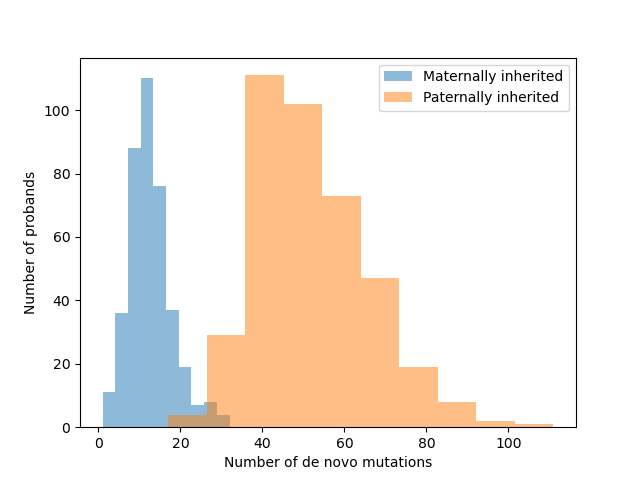 Maternally inherited
Paternally inherited
100
80
60
40
20
0
Number of probands
0 20 40 60 80 100
Number of de novo mutations